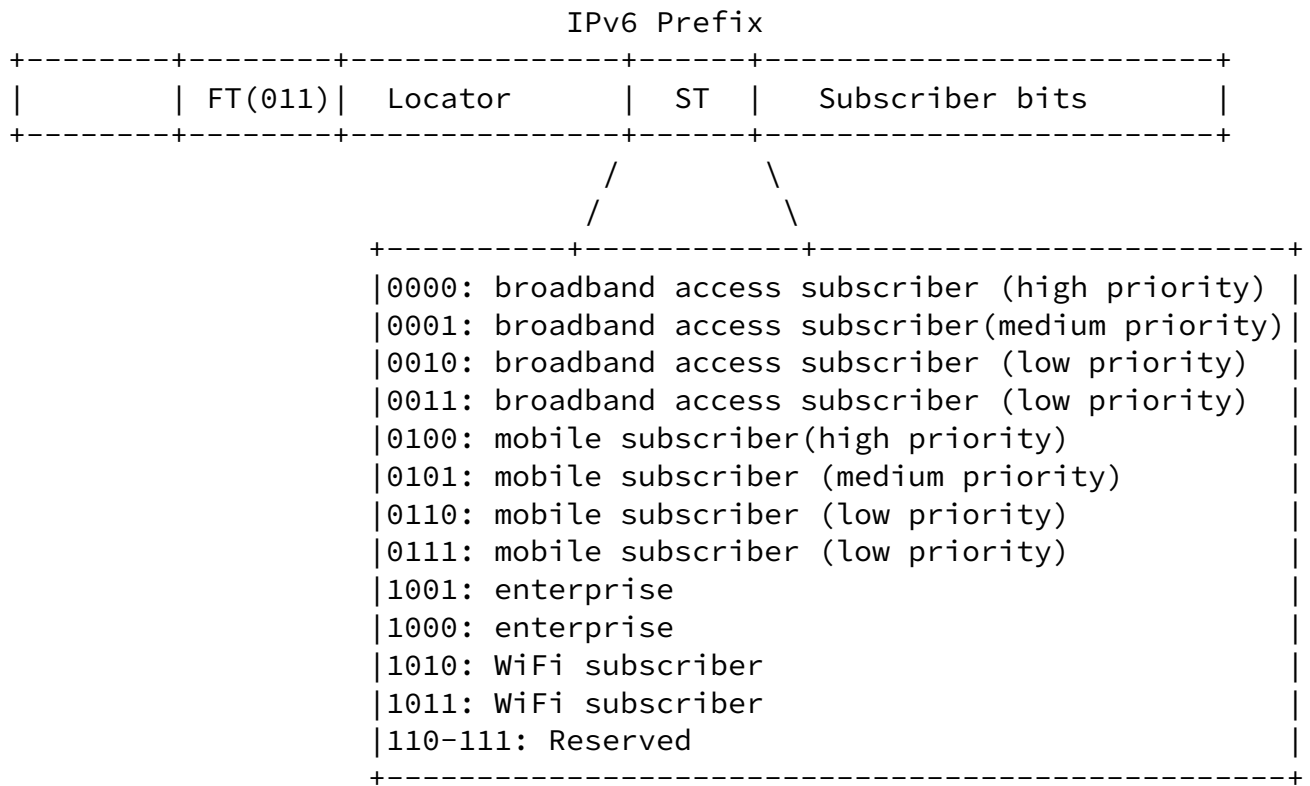 IPv6 Prefix
+--------+--------+---------------+------+-------------------------+
|        | FT(011)|  Locator      |  ST  |   Subscriber bits       |
+--------+--------+---------------+------+-------------------------+
/        \
/          \
+----------+------------+--------------------------+
|0000: broadband access subscriber (high priority) |
|0001: broadband access subscriber(medium priority)|
|0010: broadband access subscriber (low priority)  |
|0011: broadband access subscriber (low priority)  |
|0100: mobile subscriber(high priority)            |
|0101: mobile subscriber (medium priority)         |
|0110: mobile subscriber (low priority)            |
|0111: mobile subscriber (low priority)            |
|1001: enterprise                                  |
|1000: enterprise                                  |
|1010: WiFi subscriber                             |
|1011: WiFi subscriber                             |
|110-111: Reserved                                 |
+--------------------------------------------------+